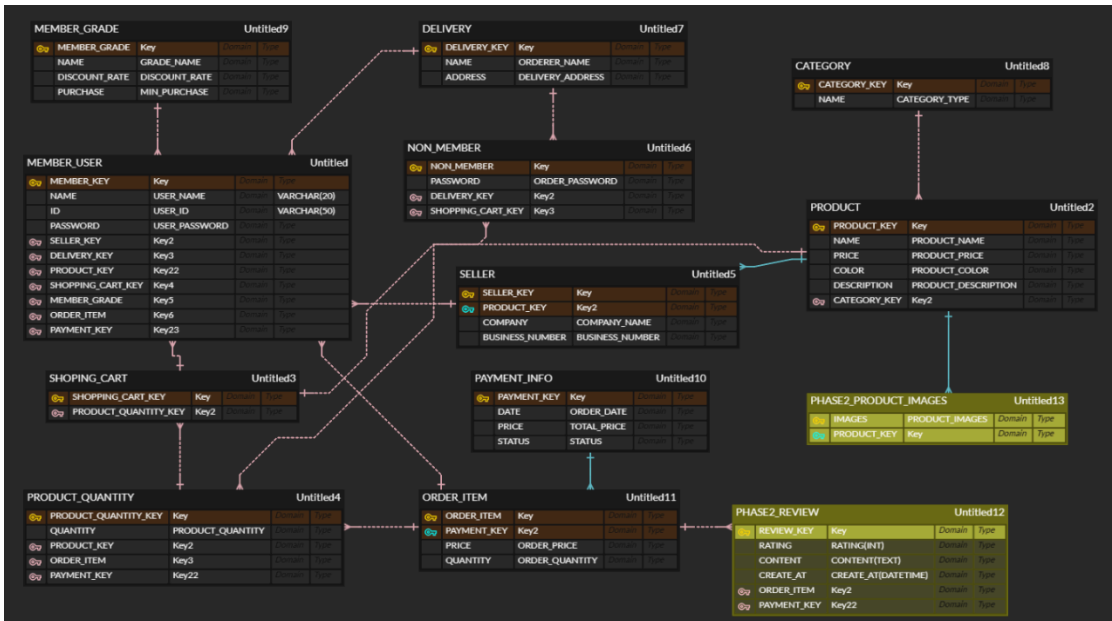 MEMBER_GRADE Untitled9
MEMBER_GRADE Key Domain Type
NAME GRADE_NAME Domain Type
DISCOUNT_RATE DISCOUNT_RATE Domain Type
PURCHASE MIN_PURCHASE Domain Type
DELIVERY Untitled7
DELIVERY_KEY Key Domain Type
NAME ORDERER_NAME Domain Type
ADDRESS DELIVERY_ADDRESS Domain Type
CATEGORY Untitled8
CATEGORY_KEY Key Domain Type
NAME CATEGORY_TYPE Domain Type
MEMBER_USER Untitled
MEMBER_KEY Key Domain Type
NAME USER_NAME Domain VARCHAR(20)
ID USER_ID Domain VARCHAR(50)
PASSWORD USER_PASSWORD Domain Type
SELLER_KEY Key2 Domain Type
DELIVERY_KEY Key3 Domain Type
PRODUCT_KEY Key22 Domain Type
SHOPPING_CART_KEY Key4 Domain Type
MEMBER_GRADE Key5 Domain Type
ORDER_ITEM Key6 Domain Type
PAYMENT_KEY Key23 Domain Type
NON_MEMBER Untitled6
NON_MEMBER Key Domain Type
PASSWORD ORDER_PASSWORD Domain Type
DELIVERY_KEY Key2 Domain Type
SHOPPING_CART_KEY Key3 Domain Type
PRODUCT Untitled2
PRODUCT_KEY Key Domain Type
NAME PRODUCT_NAME Domain Type
PRICE PRODUCT_PRICE Domain Type
COLOR PRODUCT_COLOR Domain Type
DESCRIPTION PRODUCT_DESCRIPTION Domain Type
CATEGORY_KEY Key2 Domain Type
SELLER Untitled5
SELLER_KEY Key Domain Type
PRODUCT_KEY Key2 Domain Type
COMPANY COMPANY_NAME Domain Type
BUSINESS_NUMBER BUSINESS_NUMBER Domain Type
SHOPING_CART Untitled3
SHOPPING_CART_KEY Key Domain Type
PRODUCT_QUANTITY_KEY Key2 Domain Type
PAYMENT_INFO Untitled10
PAYMENT_KEY Key Domain Type
DATE ORDER_DATE Domain Type
PRICE TOTAL_PRICE Domain Type
STATUS STATUS Domain Type
PHASE2_PRODUCT_IMAGES Untitled13
IMAGES PRODUCT_IMAGES Domain Type
PRODUCT_KEY Key Domain Type
PRODUCT_QUANTITY Untitled4
PRODUCT_QUANTITY_KEY Key Domain Type
QUANTITY PRODUCT_QUANTITY Domain Type
PRODUCT_KEY Key2 Domain Type
ORDER_ITEM Key3 Domain Type
PAYMENT_KEY Key22 Domain Type
ORDER_ITEM Untitled11
ORDER_ITEM Key Domain Type
PAYMENT_KEY Key2 Domain Type
PRICE ORDER_PRICE Domain Type
QUANTITY ORDER_QUANTITY Domain Type
PHASE2_REVIEW Untitled12
REVIEW_KEY Key Domain Type
RATING RATING(INT) Domain Type
CONTENT CONTENT(TEXT) Domain Type
CREATE_AT CREATE_AT(DATETIME) Domain Type
ORDER_ITEM Key2 Domain Type
PAYMENT_KEY Key22 Domain Type